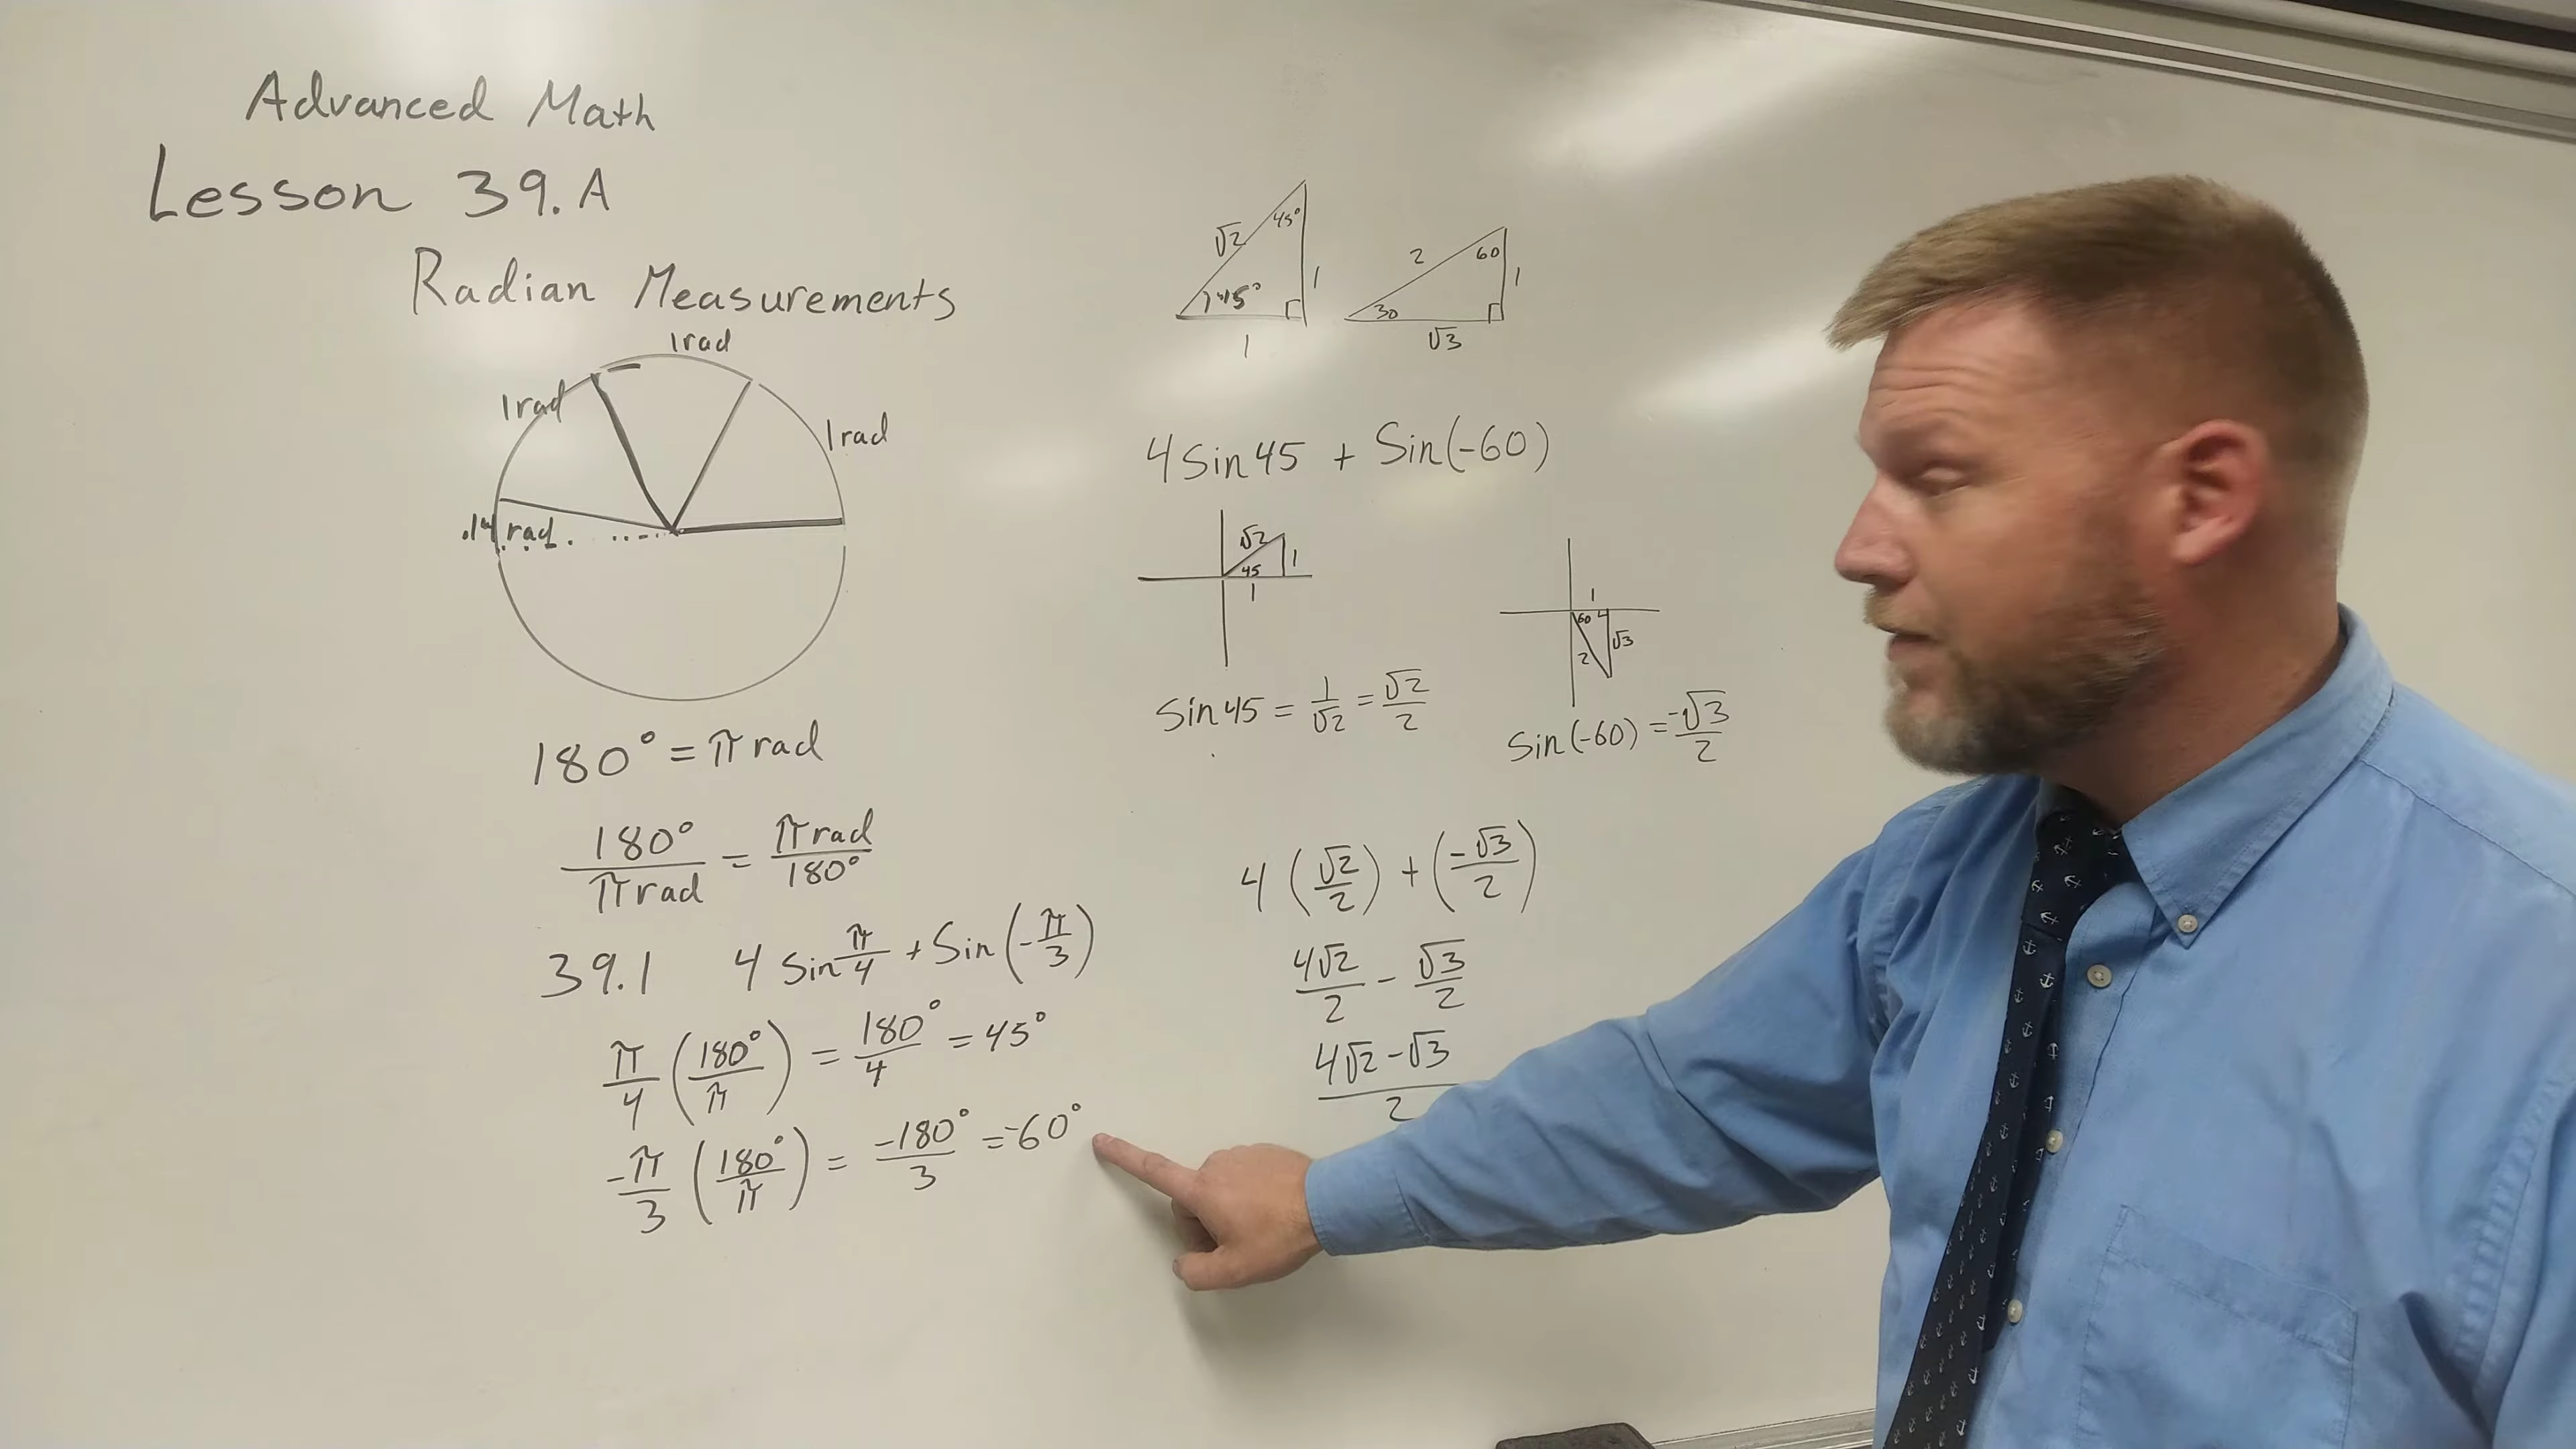 Advanced Math
Lesson 39.A
Radian Measurements
1rad
1rad
1rad
.14 rad
180° = π rad
180°/π rad = π rad/180°
39.1 4 Sin π/4 + Sin (-π/3)
π/4 (180°/π) = 180°/4 = 45°
-π/3 (180°/π) = -180°/3 = -60°
√2 45° 1
45°
1
2 60 1
30
√3
4 Sin 45 + Sin(-60)
√2 1
45
1
1
60
2 √3
Sin 45 = 1/√2 = √2/2
Sin(-60) = -√3/2
4 (√2/2) + (-√3/2)
4√2/2 - √3/2
4√2 - √3/2